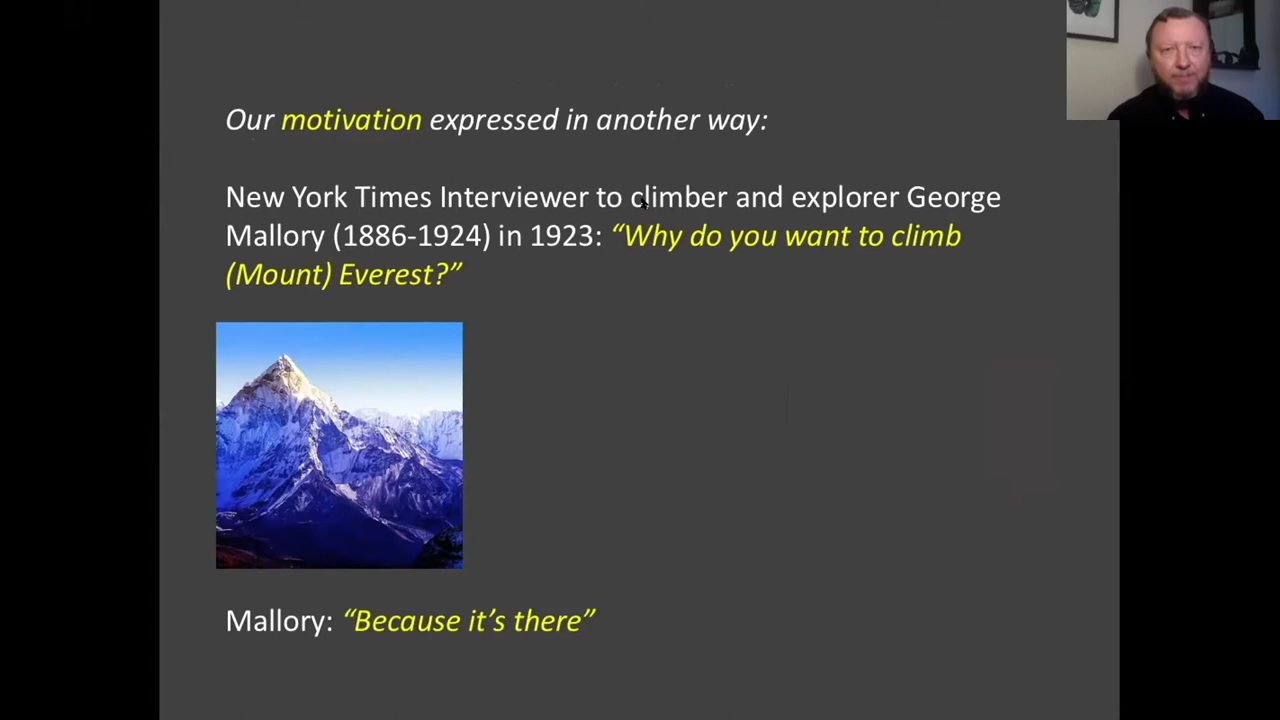 Our motivation expressed in another way:
New York Times Interviewer to climber and explorer George
Mallory (1886-1924) in 1923: “Why do you want to climb
(Mount) Everest?”
Mallory: “Because it’s there”